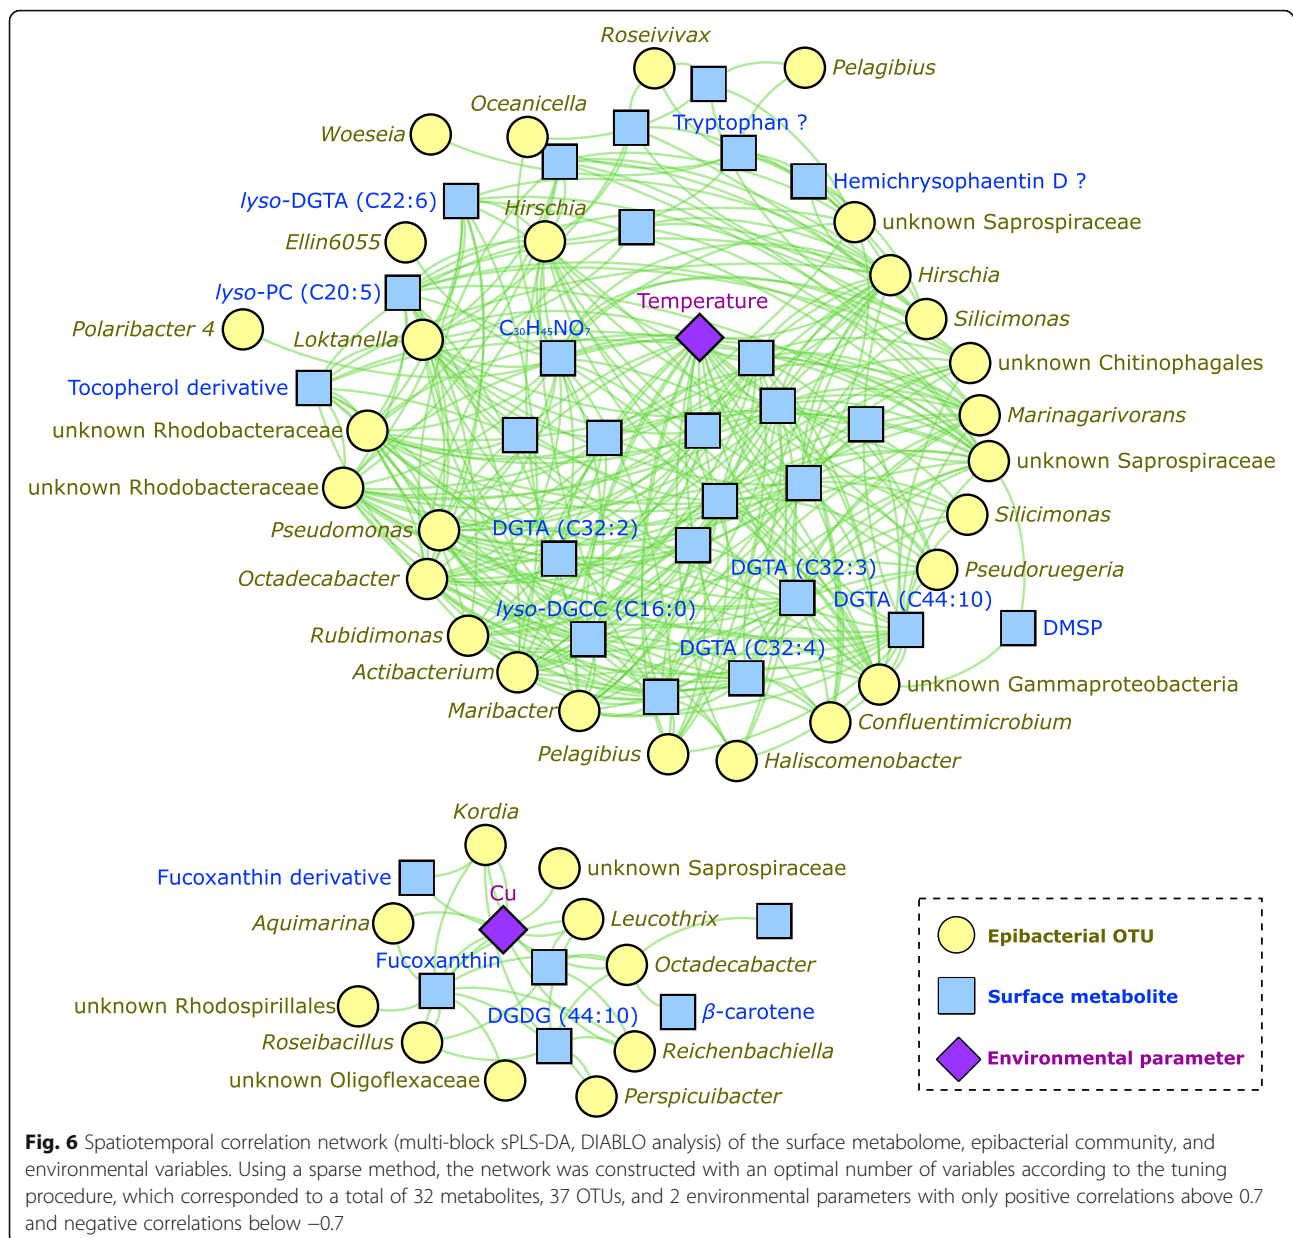 Roseivivax
Pelagibius
Oceanicella
Woeseia
Tryptophan ?
Hemichrysophaentin D ?
lyso-DGTA (C22:6)
Hirschia
unknown Saprospiraceae
Ellin6055
Hirschia
lyso-PC (C20:5)
Temperature
Silicimonas
Polaribacter 4
Loktanella
C₃₀H₄₅NO₇
unknown Chitinophagales
Tocopherol derivative
Marinagarivorans
unknown Rhodobacteraceae
unknown Saprospiraceae
unknown Rhodobacteraceae
Silicimonas
Pseudomonas
DGTA (C32:2)
DGTA (C32:3)
Pseudoruegeria
Octadecabacter
DGTA (C44:10)
lyso-DGCC (C16:0)
DMSP
Rubidimonas
DGTA (C32:4)
Actibacterium
unknown Gammaproteobacteria
Maribacter
Confluentimicrobium
Pelagibius
Haliscomenobacter
Kordia
unknown Saprospiraceae
Fucoxanthin derivative
Cu
Aquimarina
Leucothrix
Fucoxanthin
Octadecabacter
unknown Rhodospirillales
DGDG (44:10)
β-carotene
Roseibacillus
Reichenbachiella
unknown Oligoflexaceae
Perspicuibacter
Epibacterial OTU
Surface metabolite
Environmental parameter
Fig. 6 Spatiotemporal correlation network (multi-block sPLS-DA, DIABLO analysis) of the surface metabolome, epibacterial community, and
environmental variables. Using a sparse method, the network was constructed with an optimal number of variables according to the tuning
procedure, which corresponded to a total of 32 metabolites, 37 OTUs, and 2 environmental parameters with only positive correlations above 0.7
and negative correlations below −0.7